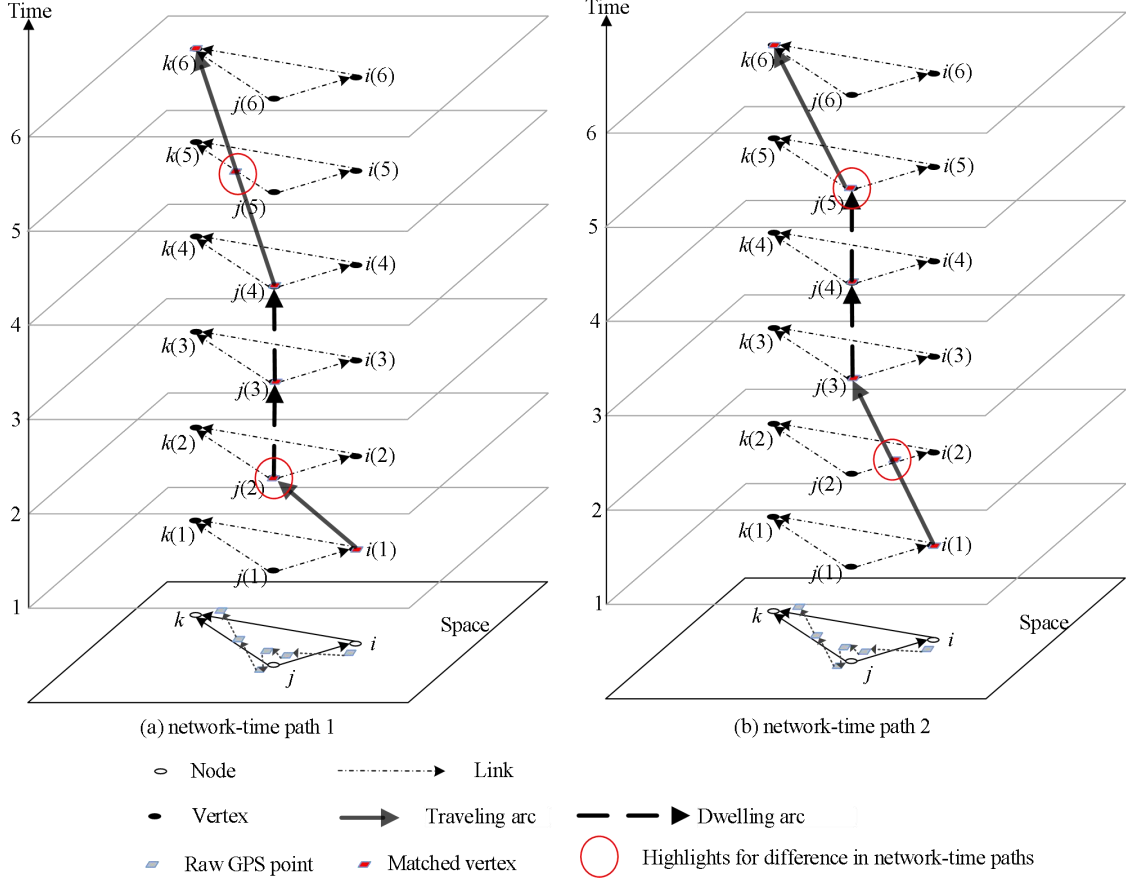 Time
k(6)
i(6)
j(6)
6
k(5)
i(5)
j(5)
5
k(4)
i(4)
j(4)
4
k(3)
i(3)
j(3)
3
k(2)
i(2)
j(2)
2
k(1)
i(1)
j(1)
1
k
i
j
Space
(a) network-time path 1
Time
k(6)
i(6)
j(6)
6
k(5)
i(5)
j(5)
5
k(4)
i(4)
j(4)
4
k(3)
i(3)
j(3)
3
k(2)
i(2)
j(2)
2
k(1)
i(1)
j(1)
1
k
i
j
Space
(b) network-time path 2
Node
Link
Vertex
Traveling arc
Dwelling arc
Raw GPS point
Matched vertex
Highlights for difference in network-time paths